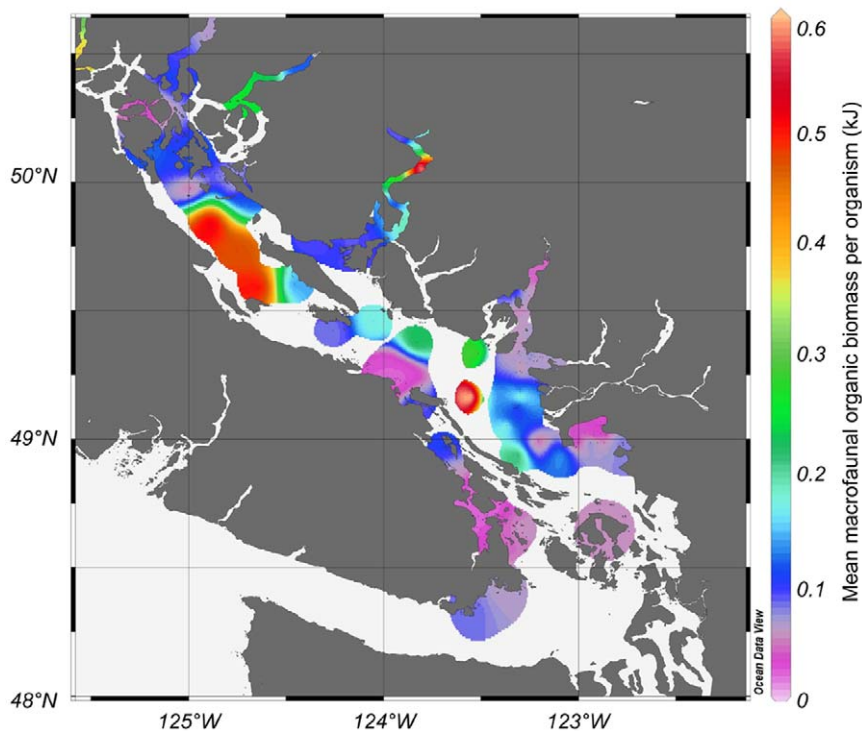 0.6
0.5
50°N
0.4
0.3
49°N
0.2
0.1
0
48°N
125°W
124°W
123°W
Mean macrofaunal organic biomass per organism (kJ)
Ocean Data View